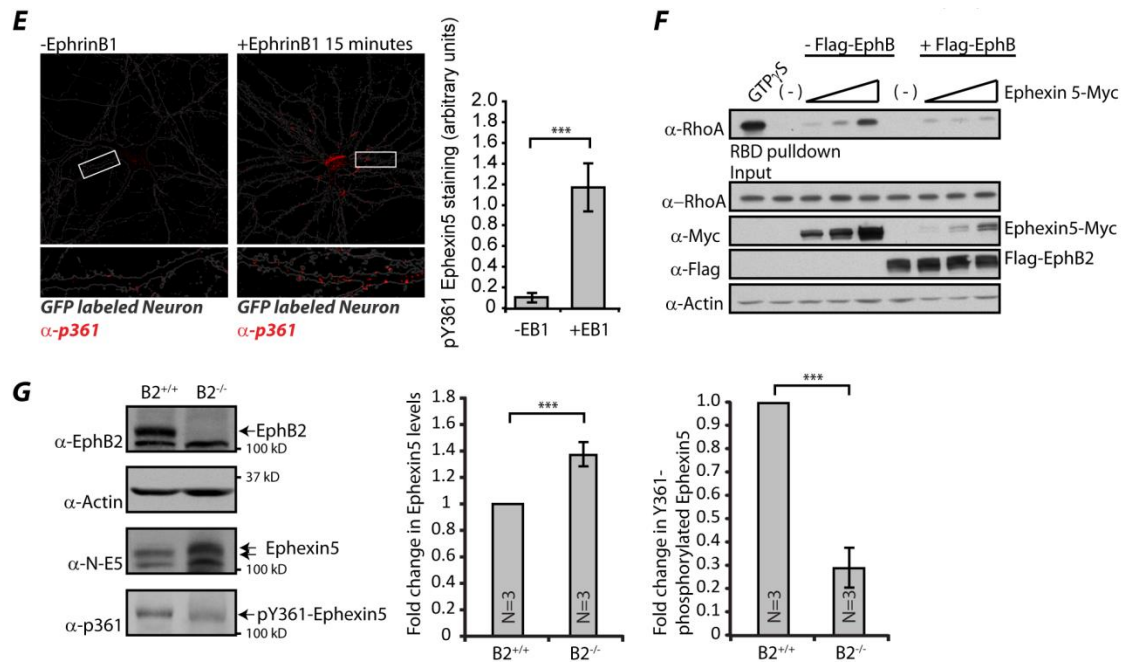 E
-EphrinB1
+EphrinB1 15 minutes
GFP labeled Neuron
α-p361
GFP labeled Neuron
α-p361
pY361 Ephexin5 staining (arbitrary units)
2.0
1.8
1.6
1.4
1.2
1.0
0.8
0.6
0.4
0.2
0
***
-EB1
+EB1
F
- Flag-EphB
+ Flag-EphB
GTPγS
(-)
(-)
Ephexin 5-Myc
α-RhoA
RBD pulldown
Input
α-RhoA
α-Myc
Ephexin5-Myc
α-Flag
Flag-EphB2
α-Actin
G
B2+/+
B2-/-
α-EphB2
EphB2
100 kD
α-Actin
37 kD
α-N-E5
Ephexin5
100 kD
α-p361
pY361-Ephexin5
100 kD
Fold change in Ephexin5 levels
1.8
1.6
1.4
1.2
1
0.8
0.6
0.4
0.2
0
***
N=3
N=3
B2+/+
B2-/-
Fold change in Y361-
phosphorylated Ephexin5
1.0
0.9
0.8
0.7
0.6
0.5
0.4
0.3
0.2
0.1
0
***
N=3
N=3
B2+/+
B2-/-